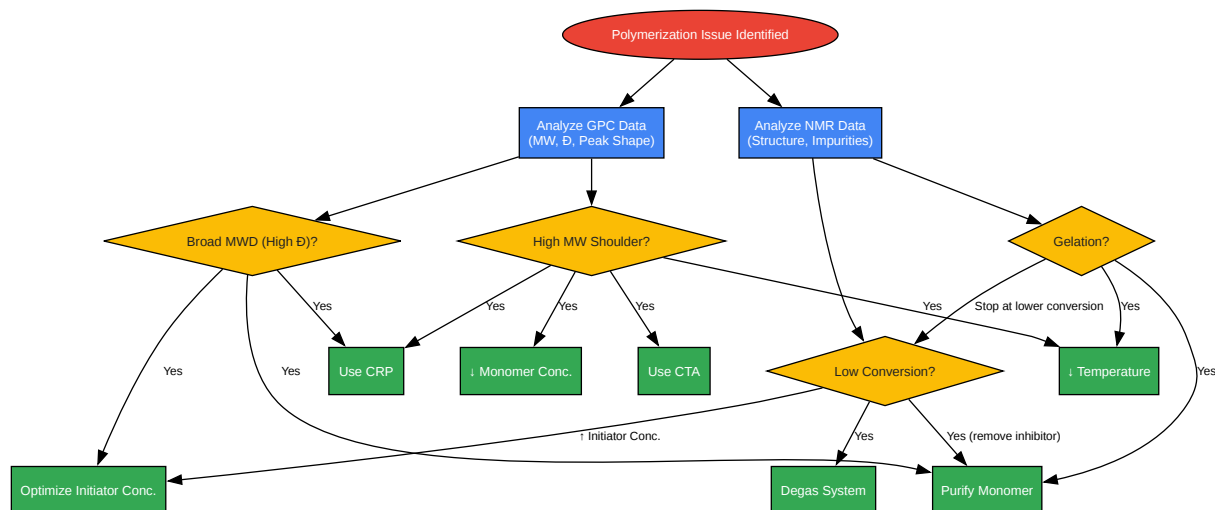 Polymerization Issue Identified
Analyze GPC Data
(MW, Đ, Peak Shape)
Analyze NMR Data
(Structure, Impurities)
Broad MWD (High Đ)?
High MW Shoulder?
Gelation?
Yes
Yes
Yes
Yes
Yes
Stop at lower conversion
Yes
Yes
Yes
Use CRP
↓ Monomer Conc.
Use CTA
Low Conversion?
↓ Temperature
Yes
↑ Initiator Conc.
Yes
Yes (remove inhibitor)
Optimize Initiator Conc.
Degas System
Purify Monomer